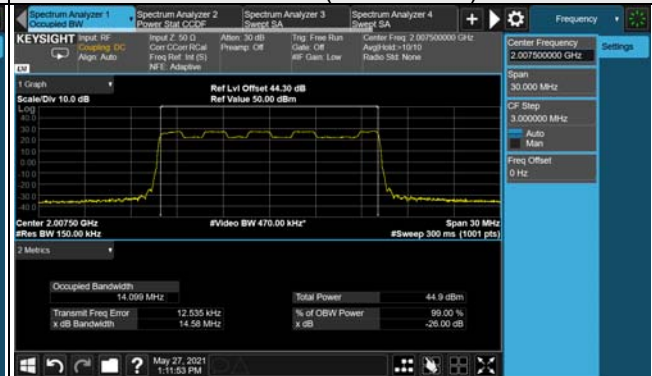 Spectrum Analyzer 1
Occupied BW
Spectrum Analyzer 2
Power Stat CCDF
Spectrum Analyzer 3
Swept SA
Spectrum Analyzer 4
Swept SA
Frequency
KEYSIGHT
Input: RF
Coupling: DC
Align: Auto
Input Z: 50 Ω
Corr CCorr RCal
Freq Ref: Int (S)
NFE: Adaptive
Atten: 30 dB
Preamp: Off
Trig: Free Run
Gate: Off
#IF Gain: Low
Center Freq: 2.007500000 GHz
Avg|Hold:>10/10
Radio Std: None
Center Frequency
2.007500000 GHz
Settings
Span
30.000 MHz
CF Step
3.000000 MHz
Auto
Man
Freq Offset
0 Hz
1 Graph
Scale/Div 10.0 dB
Ref Lvl Offset 44.30 dB
Ref Value 50.00 dBm
Log
40.0
30.0
20.0
10.0
0.00
-10.0
-20.0
-30.0
-40.0
Center 2.00750 GHz
#Res BW 150.00 kHz
#Video BW 470.00 kHz*
Span 30 MHz
#Sweep 300 ms (1001 pts)
2 Metrics
Occupied Bandwidth
14.099 MHz
Total Power
44.9 dBm
Transmit Freq Error
12.535 kHz
% of OBW Power
99.00 %
x dB Bandwidth
14.58 MHz
x dB
-26.00 dB
May 27, 2021
1:11:53 PM